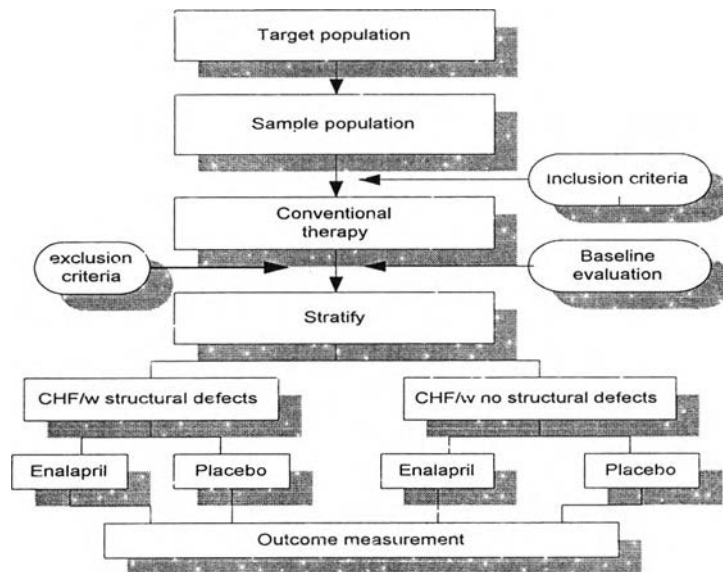 Target population
Sample population
Inclusion criteria
Conventional
therapy
exclusion
criteria
Baseline
evaluation
Stratify
CHF/w structural defects
CHF/w no structural defects
Enalapril
Placebo
Enalapril
Placebo
Outcome measurement